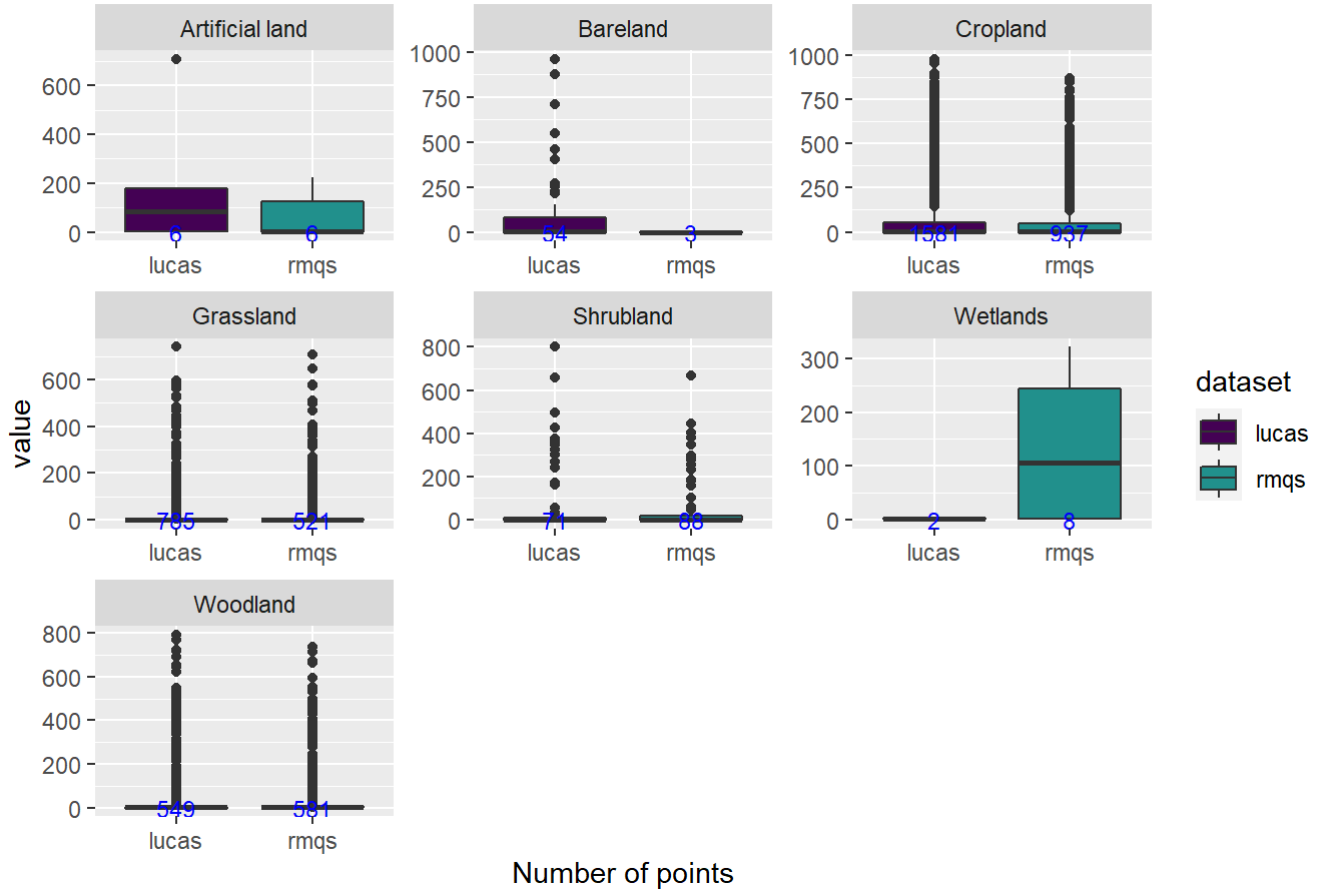 Artificial land
600
400
200
0
6
6
lucas
rmqs
Bareland
1000
750
500
250
0
54
3
lucas
rmqs
Cropland
1000
750
500
250
0
1581
937
lucas
rmqs
Grassland
600
400
200
0
785
521
lucas
rmqs
Shrubland
800
600
400
200
0
71
88
lucas
rmqs
Wetlands
300
200
100
0
2
8
lucas
rmqs
Woodland
800
600
400
200
0
549
581
lucas
rmqs
value
Number of points
dataset
lucas
rmqs